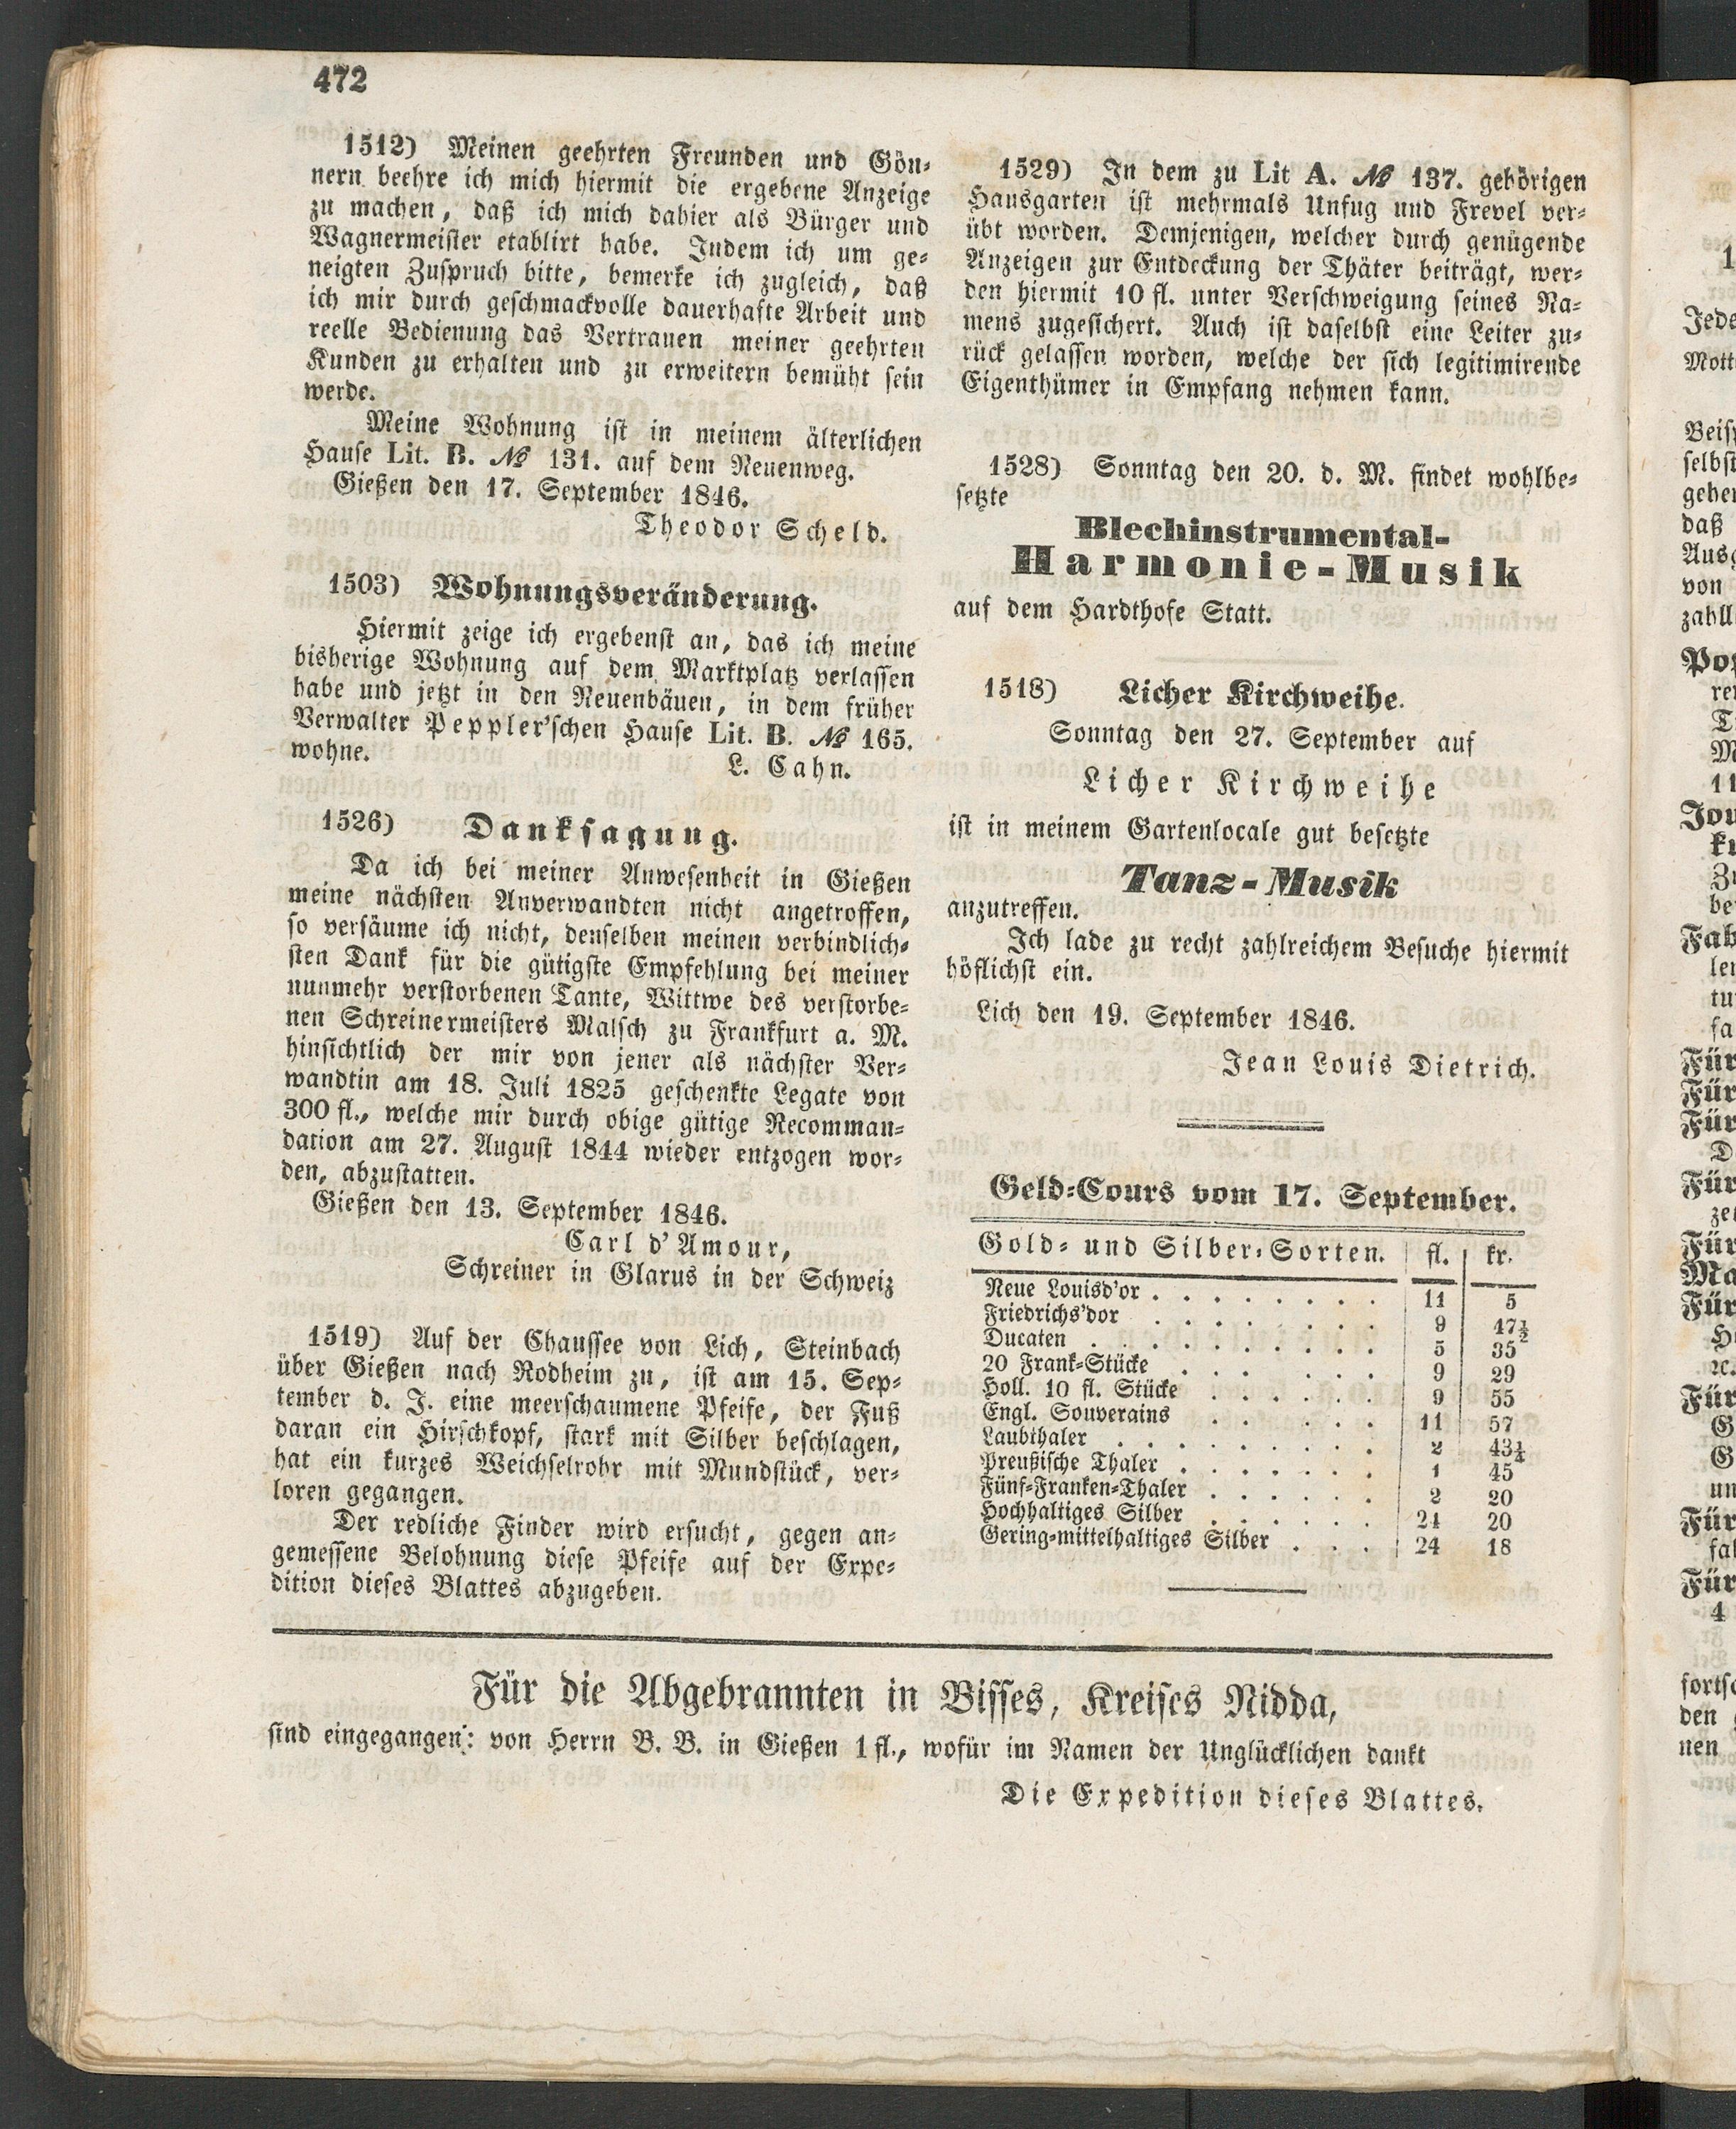 472
1512) Meinen geehrten Freunden und Gön-
nern beehre ich mich hiermit die ergebene Anzeige
zu machen, daß ich mich dahier als Bürger und
Wagnermeister etablirt habe. Indem ich um ge-
neigten Zuspruch bitte, bemerke ich zugleich, daß
ich mir durch geschmackvolle dauerhafte Arbeit und
reelle Bedienung das Vertrauen meiner geehrten
Kunden zu erhalten und zu erweitern bemüht sein
werde.
Meine Wohnung ist in meinem älterlichen
Hause Lit. B. № 131. auf dem Neuenweg.
Gießen den 17. September 1846.
Theodor Scheld.
1503) Wohnungsveränderung.
Hiermit zeige ich ergebenst an, das ich meine
bisherige Wohnung auf dem Marktplatz verlassen
habe und jetzt in den Neuenbäuen, in dem früher
Verwalter Peppler'schen Hause Lit. B. № 165.
wohne.
L. Cahn.
1526) Danksagung.
Da ich bei meiner Anwesenheit in Gießen
meine nächsten Anverwandten nicht angetroffen,
so versäume ich nicht, denselben meinen verbindlich-
sten Dank für die gütigste Empfehlung bei meiner
nunmehr verstorbenen Tante, Wittwe des verstorbe-
nen Schreinermeisters Malsch zu Frankfurt a. M.
hinsichtlich der mir von jener als nächster Ver-
wandtin am 18. Juli 1825 geschenkte Legate von
300 fl., welche mir durch obige gütige Recomman-
dation am 27. August 1844 wieder entzogen wor-
den, abzustatten.
Gießen den 13. September 1846.
Carl d'Amour,
Schreiner in Glarus in der Schweiz
1519) Auf der Chaussee von Lich, Steinbach
über Gießen nach Rodheim zu, ist am 15. Sep-
tember d. J. eine meerschaumene Pfeife, der Fuß
daran ein Hirschkopf, stark mit Silber beschlagen,
hat ein kurzes Weichselrohr mit Mundstück, ver-
loren gegangen.
Der redliche Finder wird ersucht, gegen an-
gemessene Belohnung diese Pfeife auf der Expe-
dition dieses Blattes abzugeben.
1529) In dem zu Lit A. № 137. gehörigen
Hausgarten ist mehrmals Unfug und Frevel ver-
übt worden. Demjenigen, welcher durch genügende
Anzeigen zur Entdeckung der Thäter beiträgt, wer-
den hiermit 10 fl. unter Verschweigung seines Na-
mens zugesichert. Auch ist daselbst eine Leiter zu-
rück gelassen worden, welche der sich legitimirende
Eigenthümer in Empfang nehmen kann.
1528) Sonntag den 20. d. M. findet wohlbe-
setzte
Blechinstrumental-
Harmonie-Musik
auf dem Hardthofe Statt.
1518) Licher Kirchweihe.
Sonntag den 27. September auf
Licher Kirchweihe
ist in meinem Gartenlocale gut besetzte
Tanz-Musik
anzutreffen.
Ich lade zu recht zahlreichem Besuche hiermit
höflichst ein.
Lich den 19. September 1846.
Jean Louis Dietrich.
Geld-Cours vom 17. September.
Gold- und Silber-Sorten. fl. kr.
Neue Louisd'or . . . . . . . . 11 5
Friedrichs'dor . . . . . . . 9 47½
Ducaten . . . . . . . . . 5 35
20 Frank-Stücke . . . . . . 9 29
Holl. 10 fl. Stücke . . . . . 9 55
Engl. Souverains . . . . . 11 57
Laubthaler . . . . . . . . 2 43¼
Preußische Thaler . . . . . . 1 45
Fünf-Franken-Thaler . . . . . 2 20
Hochhaltiges Silber . . . . . 24 20
Gering-mittelhaltiges Silber . . . 24 18
Für die Abgebrannten in Bisses, Kreises Nidda,
sind eingegangen: von Herrn B. B. in Gießen 1 fl., wofür im Namen der Unglücklichen dankt
Die Expedition dieses Blattes.